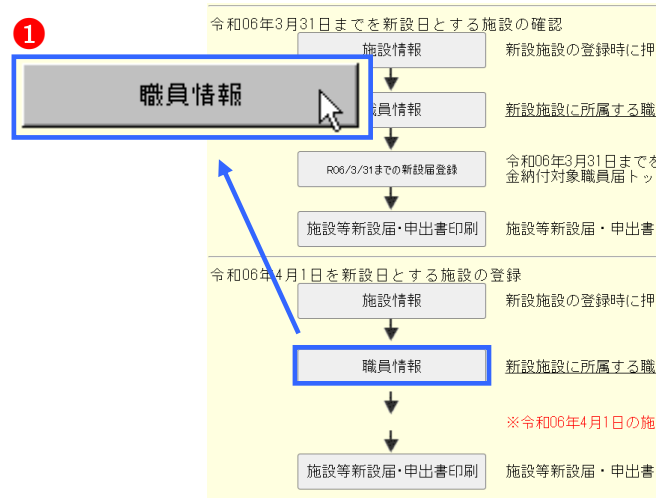 令和06年3月31日までを新設日とする施設の確認
1
施設情報
新設施設の登録時に押
職員情報
員情報
新設施設に所属する職
R06/3/31までの新設届登録
令和06年3月31日までを
金納付対象職員届トッ
施設等新設届・申出書印刷
施設等新設届・申出書
令和06年4月1日を新設日とする施設の登録
施設情報
新設施設の登録時に押
職員情報
新設施設に所属する職
※令和06年4月1日の施
施設等新設届・申出書印刷
施設等新設届・申出書